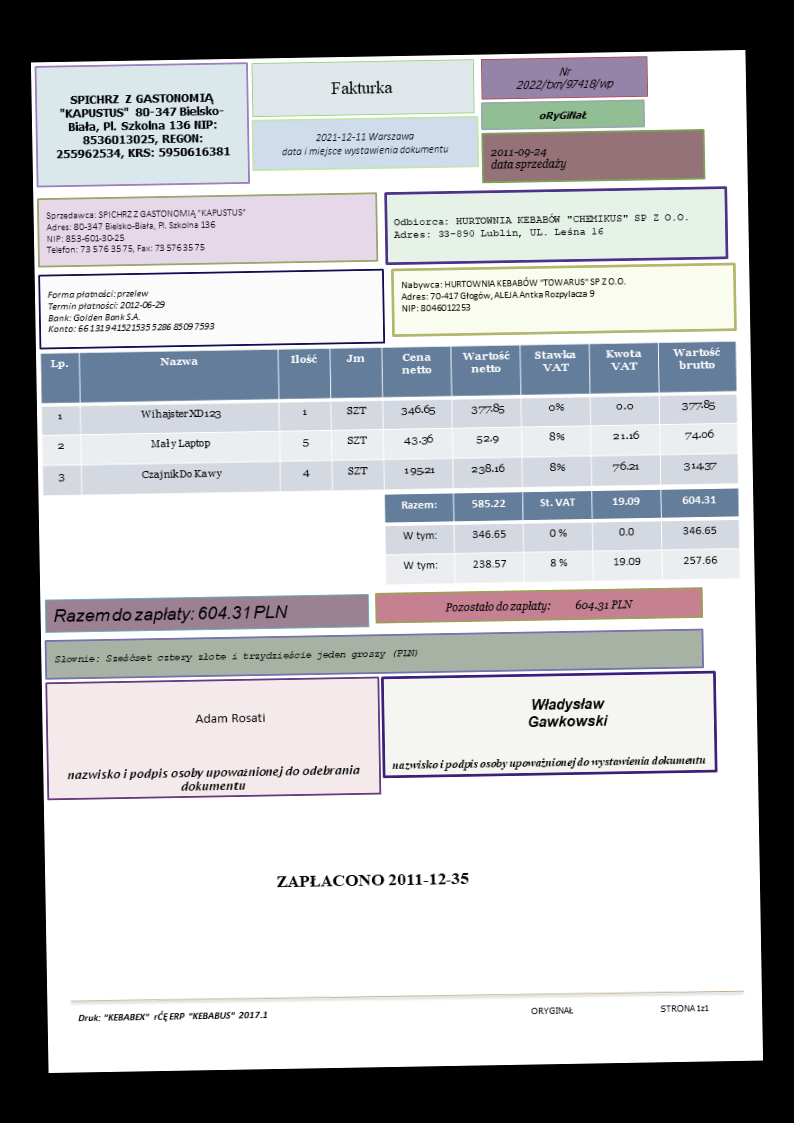 SPICHRZ Z GASTONOMIĄ
"KAPUSTUS" 80-347 Bielsko-
Biała, Pl. Szkolna 136 NIP:
8536013025, REGON:
255962534, KRS: 5950616381
Fakturka
2021-12-11 Warszawa
data i miejsce wystawienia dokumentu
Nr
2022/txn/97418/wp
oRyGiNaŁ
2011-09-24
data sprzedaży
Sprzedawca: SPICHRZ Z GASTONOMIĄ "KAPUSTUS"
Adres: 80-347 Bielsko-Biała, Pl. Szkolna 136
NIP: 853-601-30-25
Telefon: 73 576 35 75, Fax: 73 576 35 75
Odbiorca: HURTOWNIA KEBABÓW "CHEMIKUS" SP Z O.O.
Adres: 33-890 Lublin, UL. Leśna 16
Forma płatności: przelew
Termin płatności: 2012-06-29
Bank: Golden Bank S.A.
Konto: 66 1319 4152 1535 5286 8509 7593
Nabywca: HURTOWNIA KEBABÓW "TOWARUS" SP Z O.O.
Adres: 70-417 Głogów, ALEJA Antka Rozpylacza 9
NIP: 8046012253
Lp. Nazwa Ilość Jm Cena netto Wartość netto Stawka VAT Kwota VAT Wartość brutto
1 Wihajster XD123 1 SZT 346.65 377.85 0% 0.0 377.85
2 Mały Laptop 5 SZT 43.36 52.9 8% 21.16 74.06
3 Czajnik Do Kawy 4 SZT 195.21 238.16 8% 76.21 314.37
Razem: 585.22 St. VAT 19.09 604.31
W tym: 346.65 0 % 0.0 346.65
W tym: 238.57 8 % 19.09 257.66
Razem do zapłaty: 604.31 PLN
Pozostało do zapłaty: 604.31 PLN
Słownie: Sześćset cztery złote i trzydzieście jeden groszy (PLN)
Adam Rosati
nazwisko i podpis osoby upoważnionej do odebrania
dokumentu
Władysław
Gawkowski
nazwisko i podpis osoby upoważnionej do wystawienia dokumentu
ZAPŁACONO 2011-12-35
Druk: "KEBABEX" rĆĘ ERP "KEBABUS" 2017.1
ORYGINAŁ
STRONA 1z1